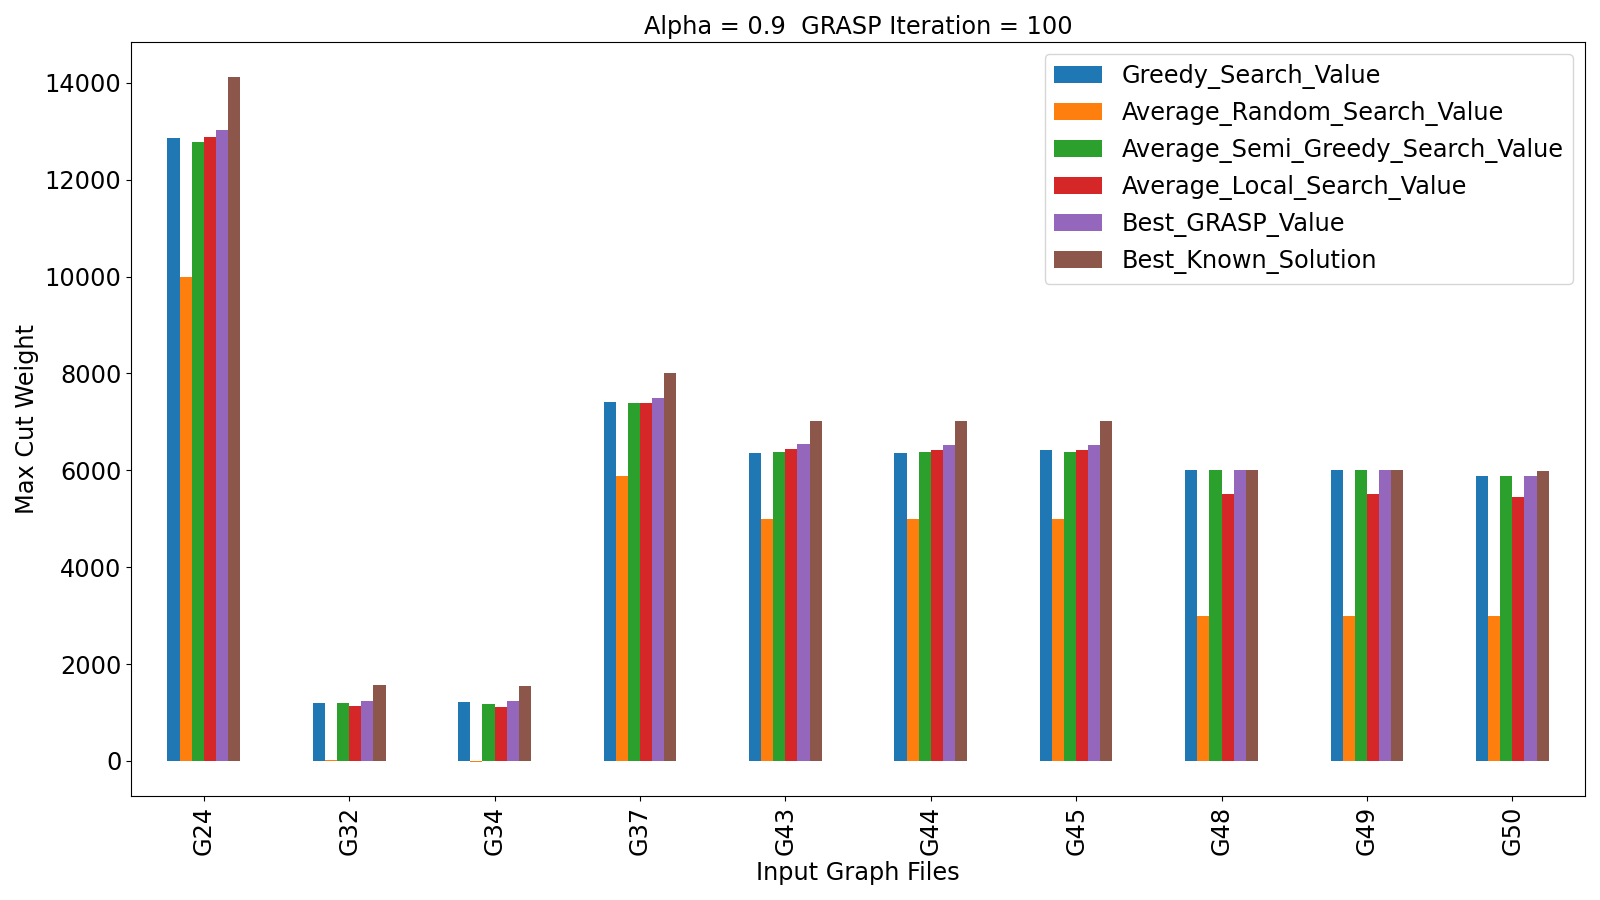 Alpha = 0.9  GRASP Iteration = 100
Greedy_Search_Value
Average_Random_Search_Value
Average_Semi_Greedy_Search_Value
Average_Local_Search_Value
Best_GRASP_Value
Best_Known_Solution
Max Cut Weight
14000
12000
10000
8000
6000
4000
2000
0
G24
G32
G34
G37
G43
G44
G45
G48
G49
G50
Input Graph Files